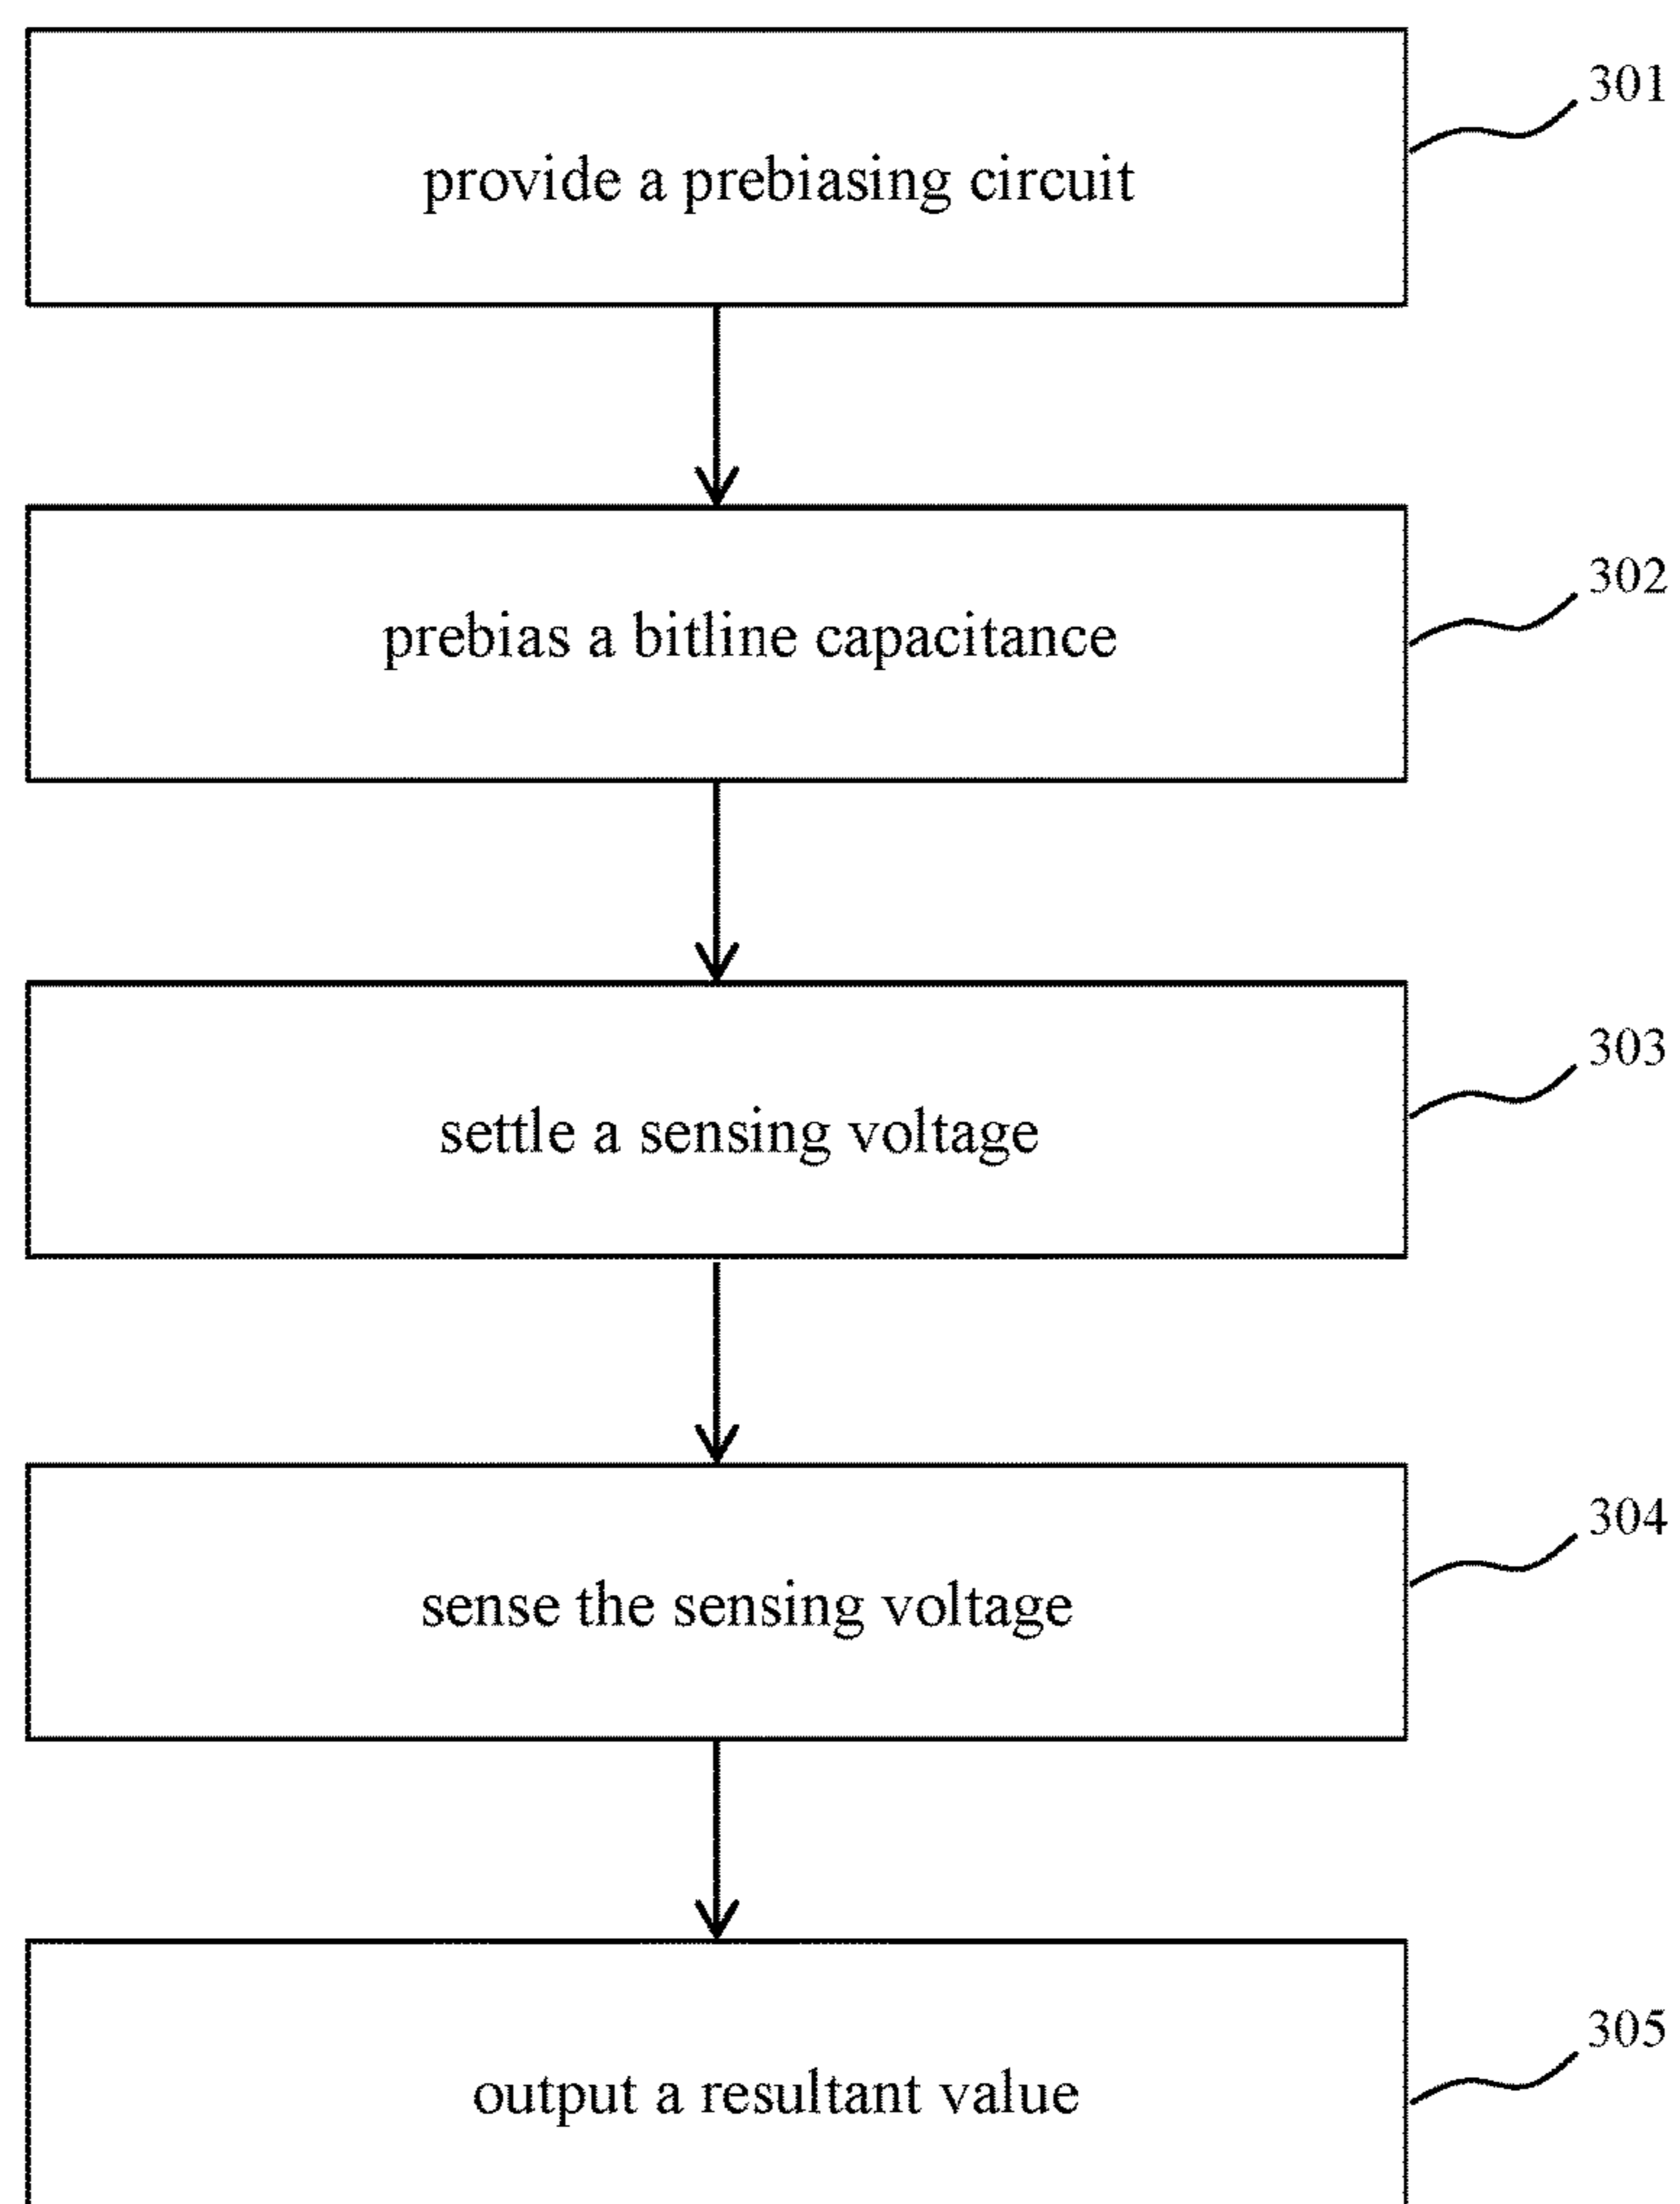 301
provide a prebiasing circuit
302
prebias a bitline capacitance
303
settle a sensing voltage
304
sense the sensing voltage
305
output a resultant value